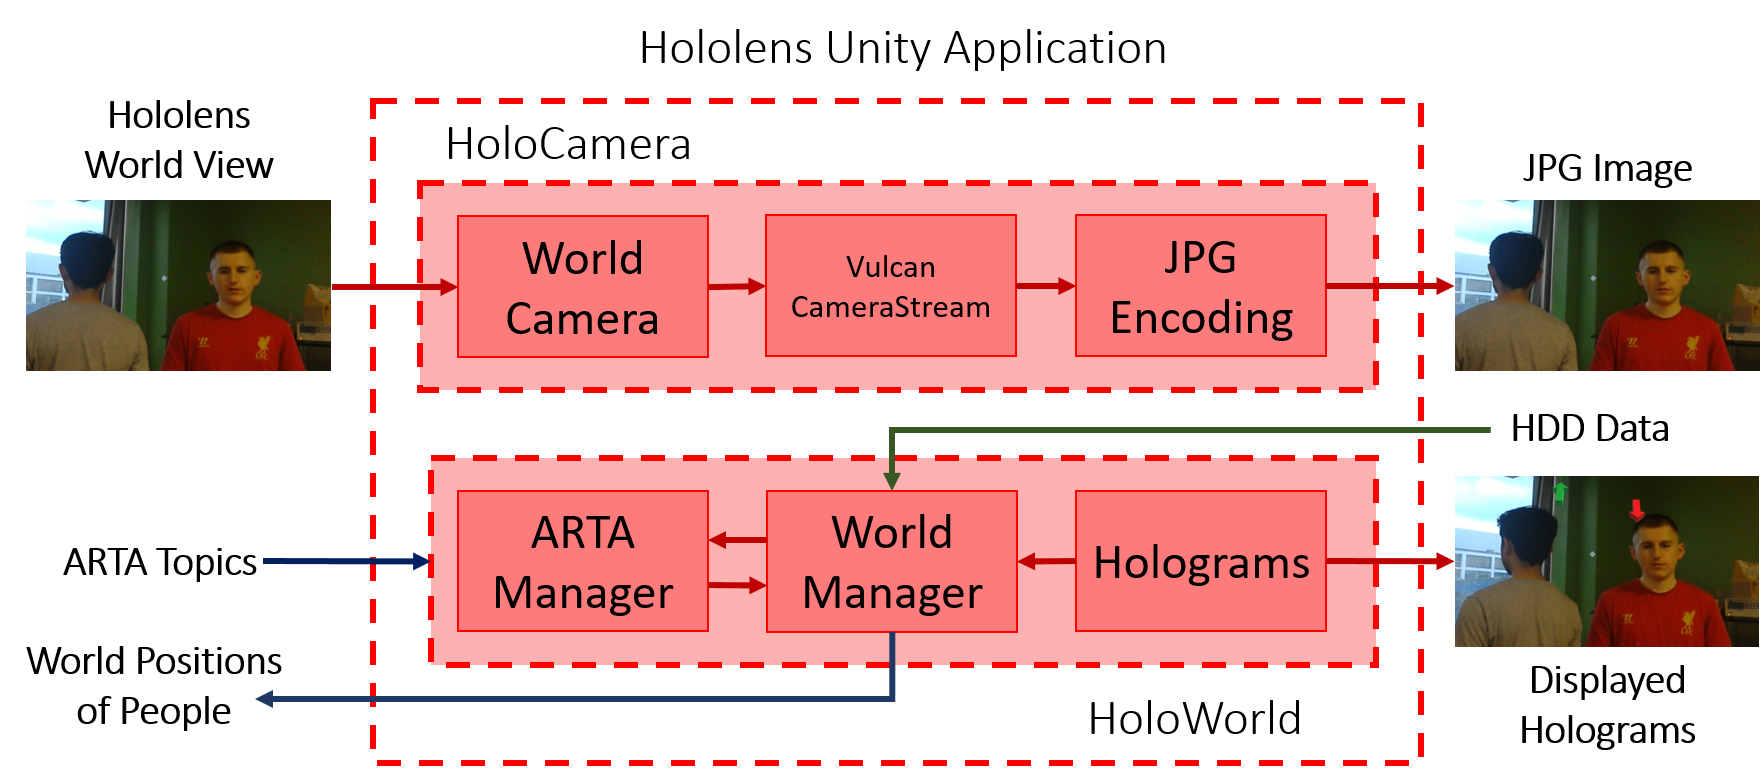 Hololens Unity Application
Hololens
World View
HoloCamera
JPG Image
World
Camera
Vulcan
CameraStream
JPG
Encoding
HDD Data
ARTA Topics
ARTA
Manager
World
Manager
Holograms
World Positions
of People
HoloWorld
Displayed
Holograms